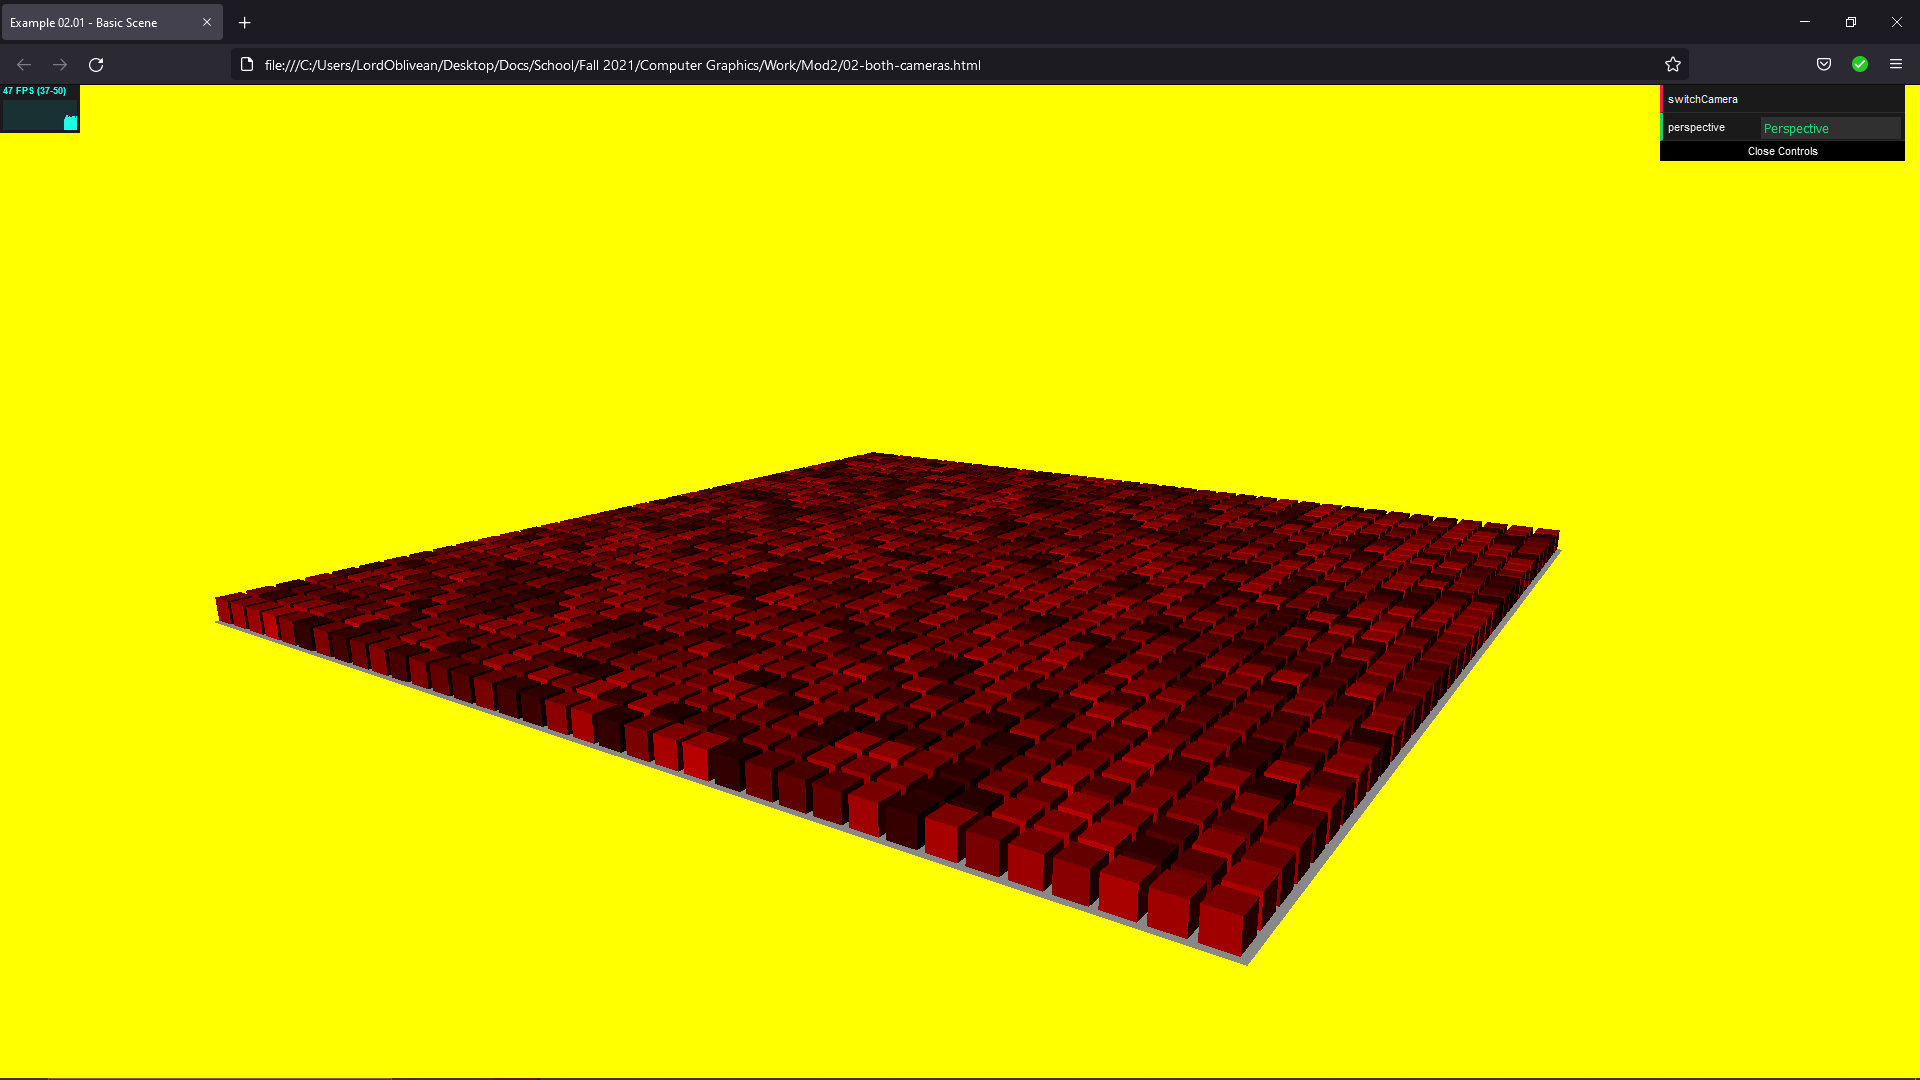 Example 02.01 - Basic Scene
file:///C:/Users/LordOblivean/Desktop/Docs/School/Fall 2021/Computer Graphics/Work/Mod2/02-both-cameras.html
47 FPS (37-50)
switchCamera
perspective Perspective
Close Controls